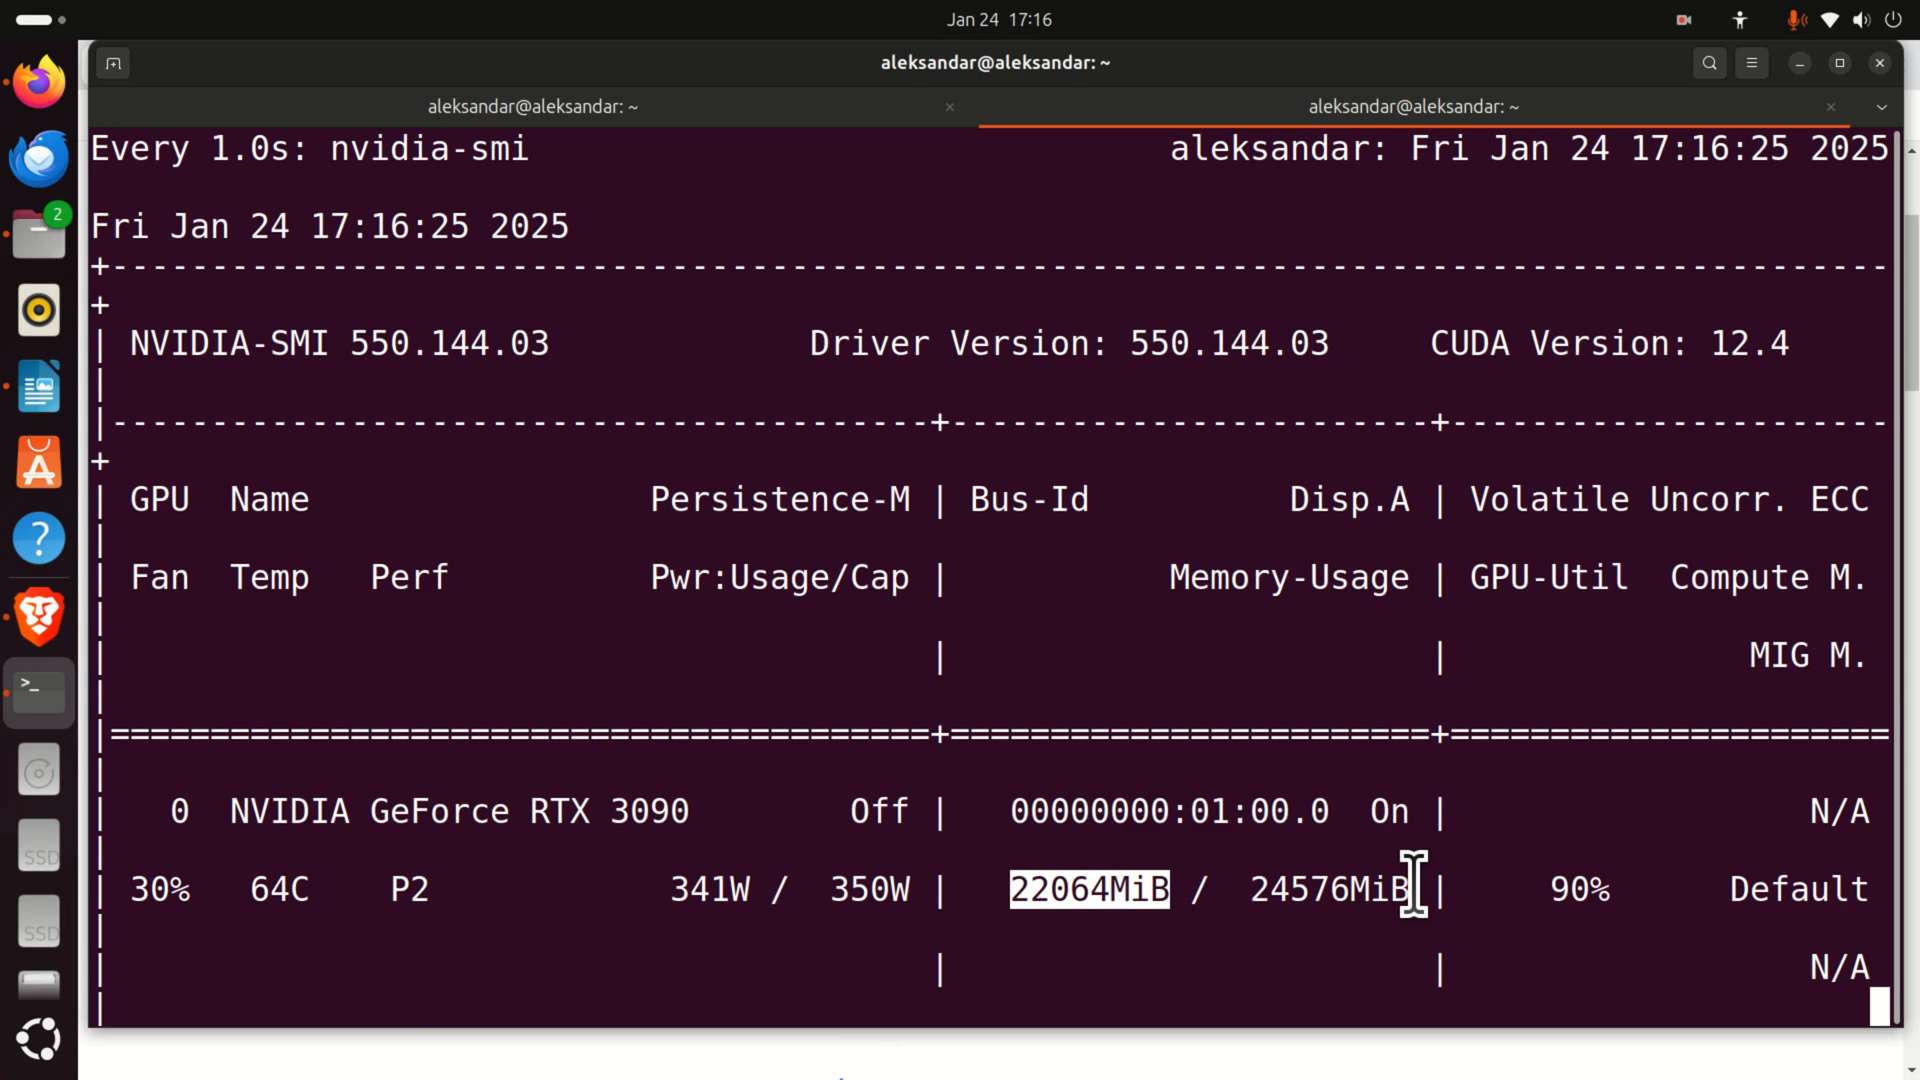 Jan 24 17:16
aleksandar@aleksandar: ~
aleksandar@aleksandar: ~ aleksandar@aleksandar: ~
Every 1.0s: nvidia-smi aleksandar: Fri Jan 24 17:16:25 2025
Fri Jan 24 17:16:25 2025
+-----------------------------------------------------------------------------------------
+
| NVIDIA-SMI 550.144.03 Driver Version: 550.144.03 CUDA Version: 12.4
|
|-----------------------------------------+------------------------+----------------------
+
| GPU Name Persistence-M | Bus-Id Disp.A | Volatile Uncorr. ECC
|
| Fan Temp Perf Pwr:Usage/Cap | Memory-Usage | GPU-Util Compute M.
|
| | | MIG M.
|
|=========================================+========================+======================
|
| 0 NVIDIA GeForce RTX 3090 Off | 00000000:01:00.0 On | N/A
|
| 30% 64C P2 341W / 350W | 22064MiB / 24576MiB | 90% Default
|
| | | N/A
|
2
>_
?
SSD
SSD